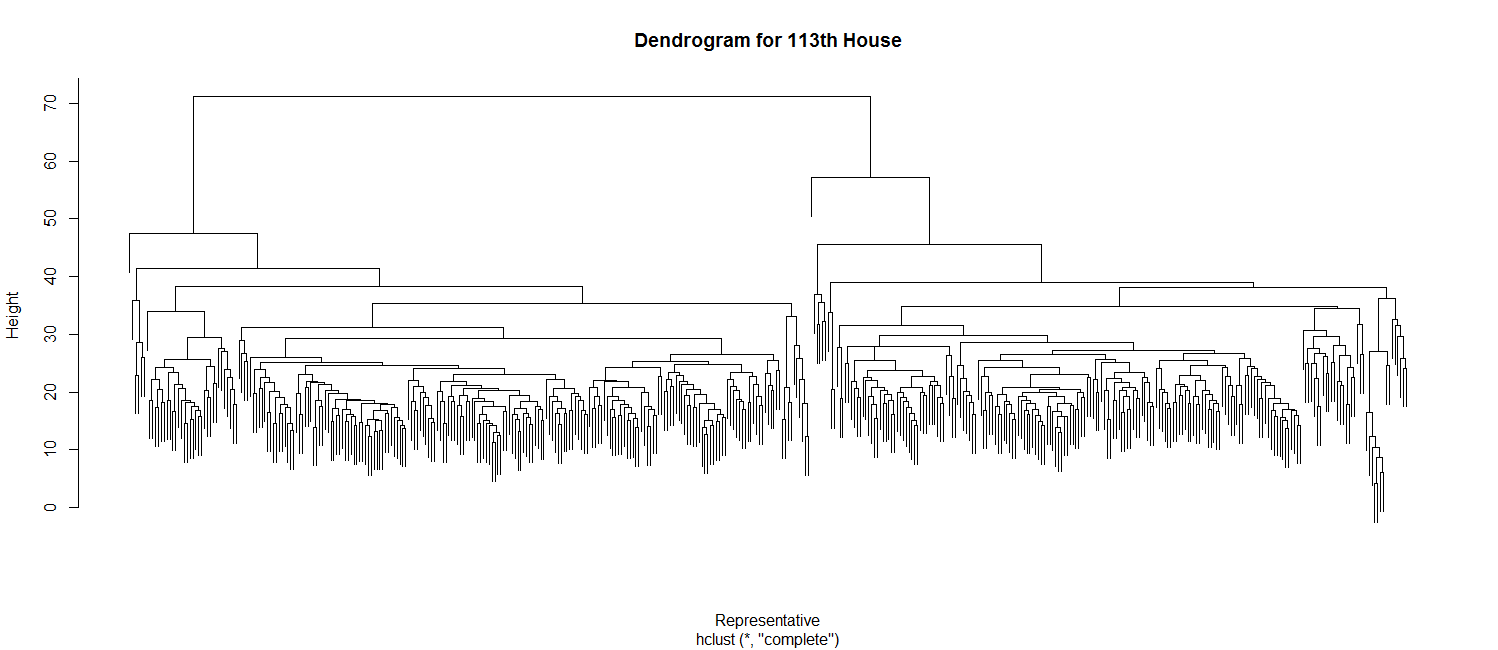 Dendrogram for 113th House
70
60
50
40
30
20
10
0
Height
Representative
hclust (*, "complete")